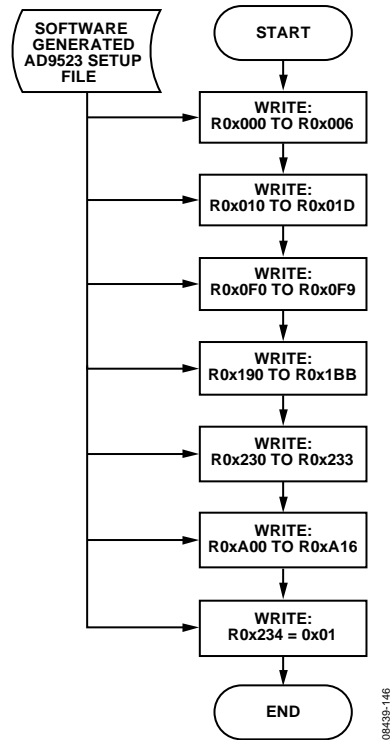 SOFTWARE
GENERATED
AD9523 SETUP
FILE
START
WRITE:
R0x000 TO R0x006
WRITE:
R0x010 TO R0x01D
WRITE:
R0x0F0 TO R0x0F9
WRITE:
R0x190 TO R0x1BB
WRITE:
R0x230 TO R0x233
WRITE:
R0xA00 TO R0xA16
WRITE:
R0x234 = 0x01
END
08439-146